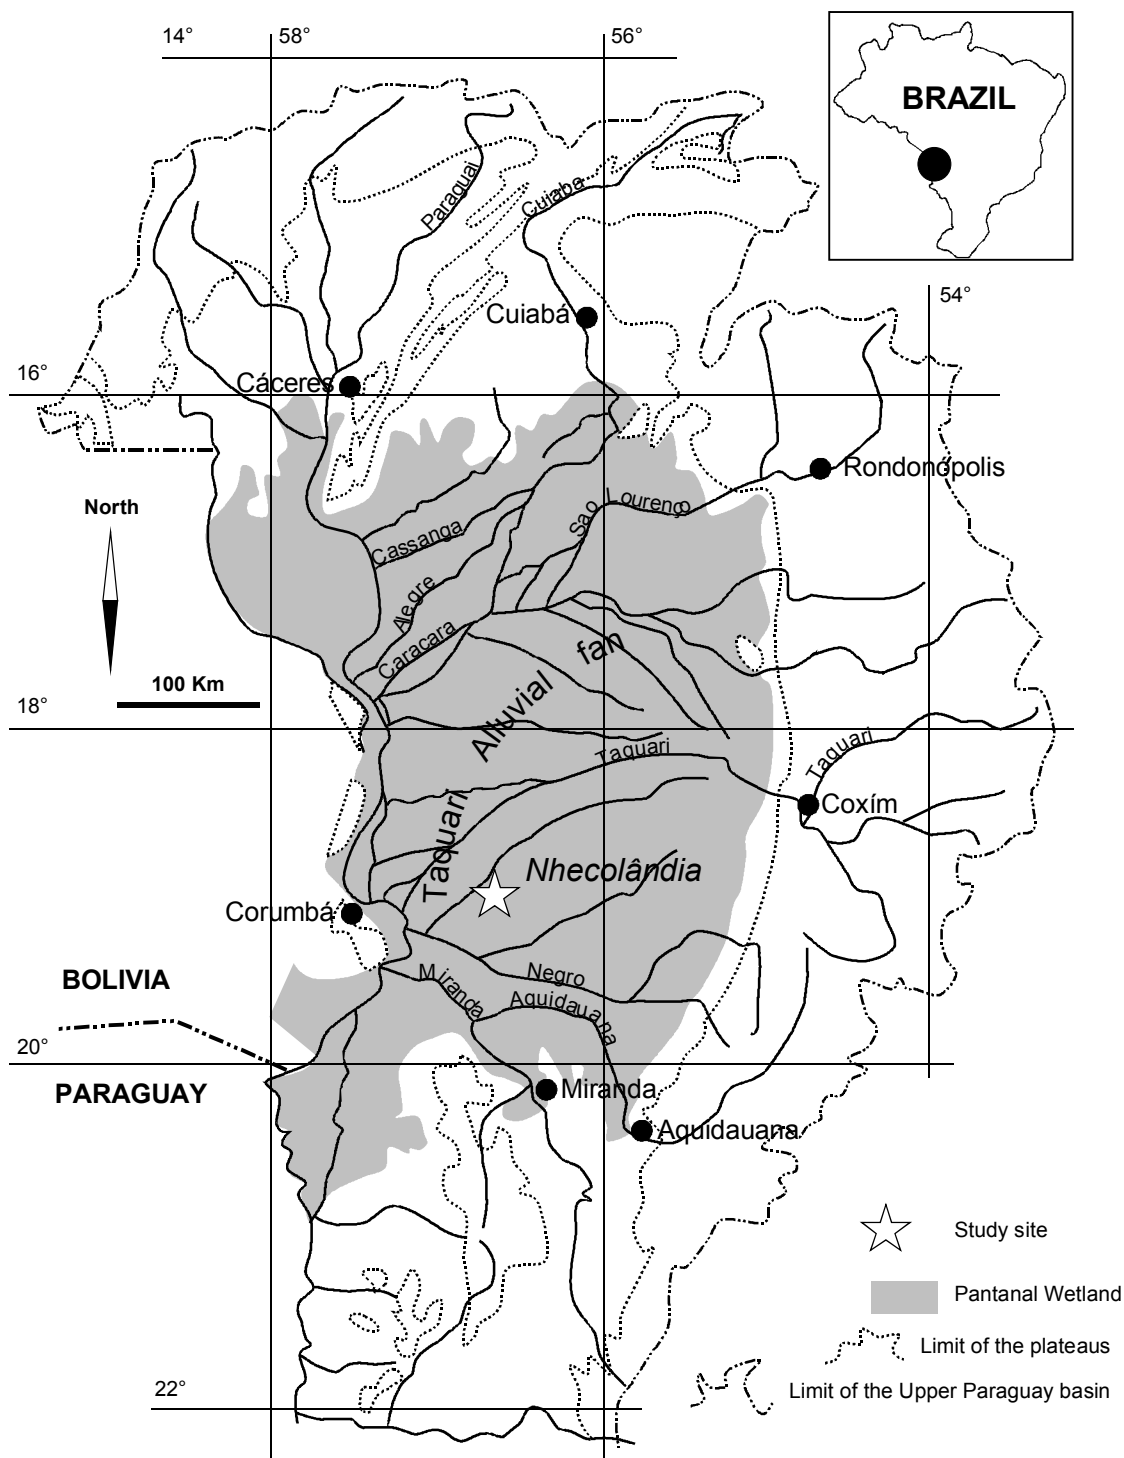 14°
58°
56°
BRAZIL
Paraguai
Cuiaba
54°
Cuiabá
16°
Cáceres
Rondonópolis
North
Sao Lourenço
Cassanga
Alegre
Caracara
100 Km
18°
Taquari Alluvial fan
Taquari
Taquari
Coxím
Nhecolândia
Corumbá
BOLIVIA
Miranda
Negro
Aquidauana
20°
PARAGUAY
Miranda
Aquidauana
Study site
Pantanal Wetland
Limit of the plateaus
22°
Limit of the Upper Paraguay basin